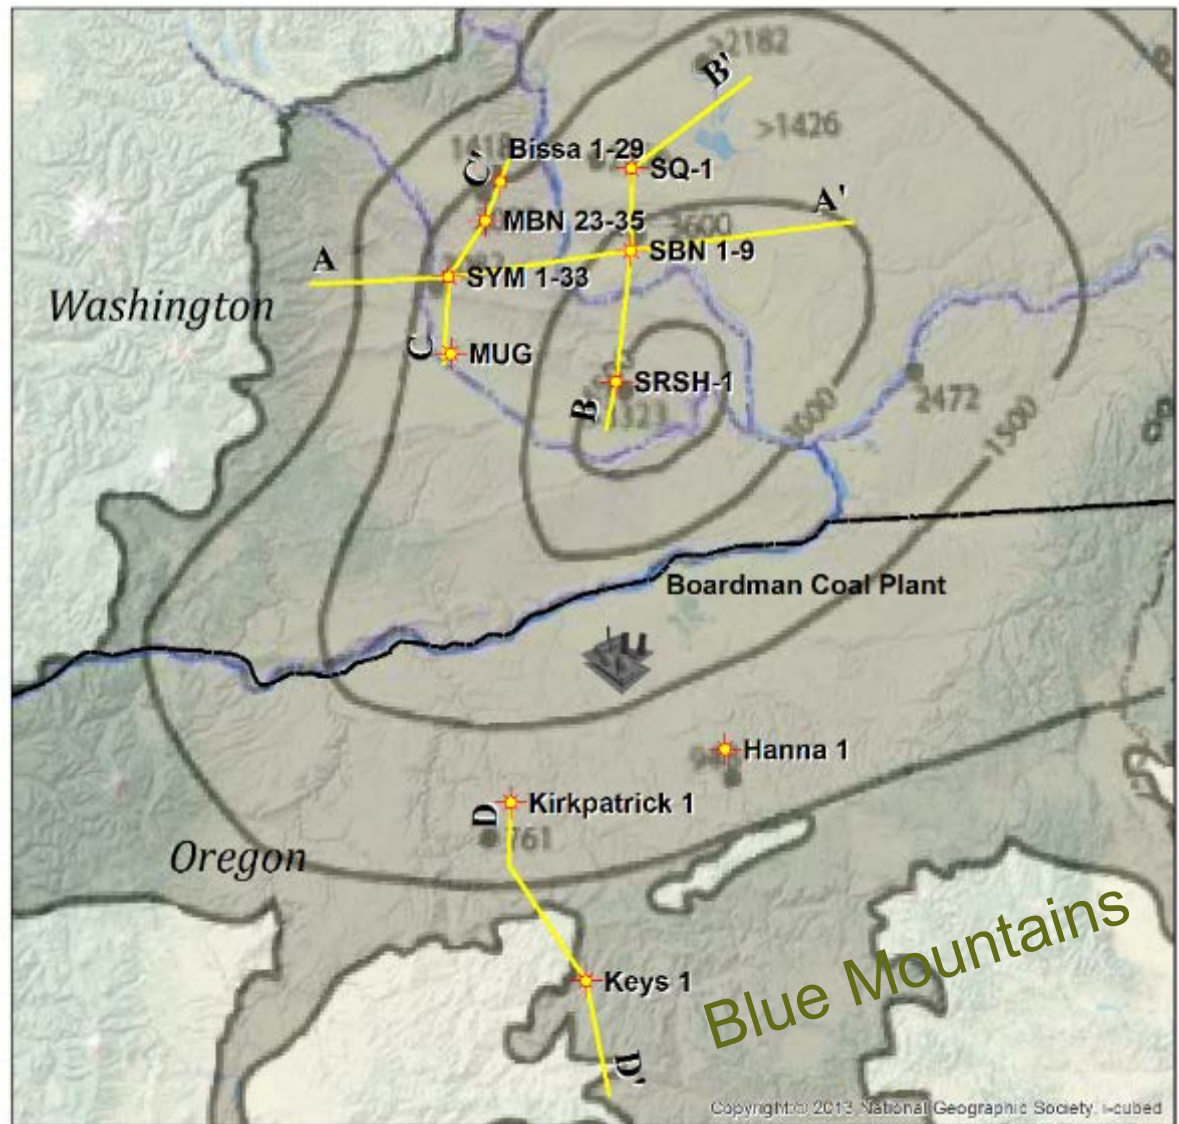 >2182
B'
>1426
Bissa 1-29
C'
SQ-1
A'
MBN 23-35
3600
A
SBN 1-9
SYM 1-33
Washington
C
MUG
SRSH-1
B
2472
1500
Boardman Coal Plant
Hanna 1
Kirkpatrick 1
D
761
Oregon
Blue Mountains
Keys 1
D'
Copyright:© 2013 National Geographic Society, i-cubed